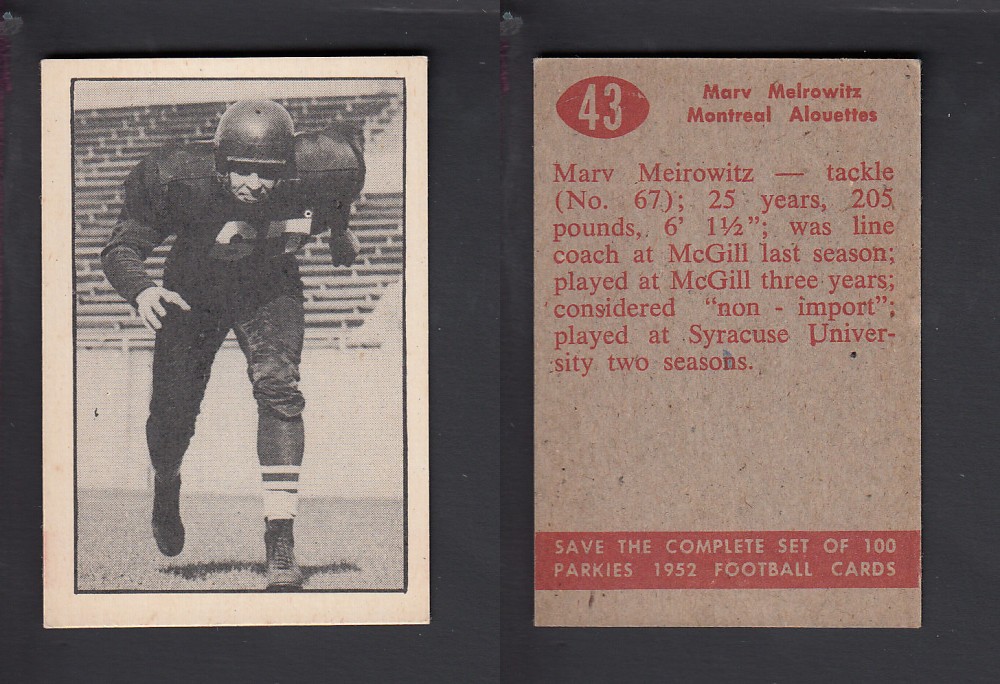 43
Marv Meirowitz
Montreal Alouettes
Marv Meirowitz — tackle
(No. 67); 25 years, 205
pounds, 6' 1½"; was line
coach at McGill last season;
played at McGill three years;
considered "non - import";
played at Syracuse Univer-
sity two seasons.
SAVE THE COMPLETE SET OF 100
PARKIES 1952 FOOTBALL CARDS